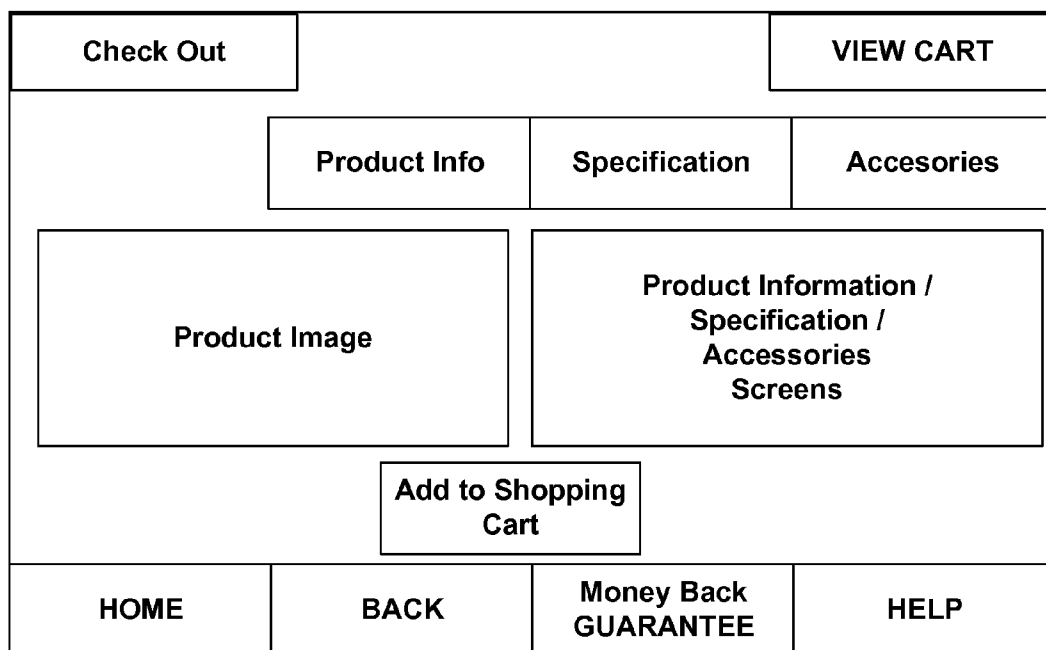 Check Out
VIEW CART
Product Info
Specification
Accesories
Product Image
Product Information /
Specification /
Accessories
Screens
Add to Shopping
Cart
HOME
BACK
Money Back
GUARANTEE
HELP